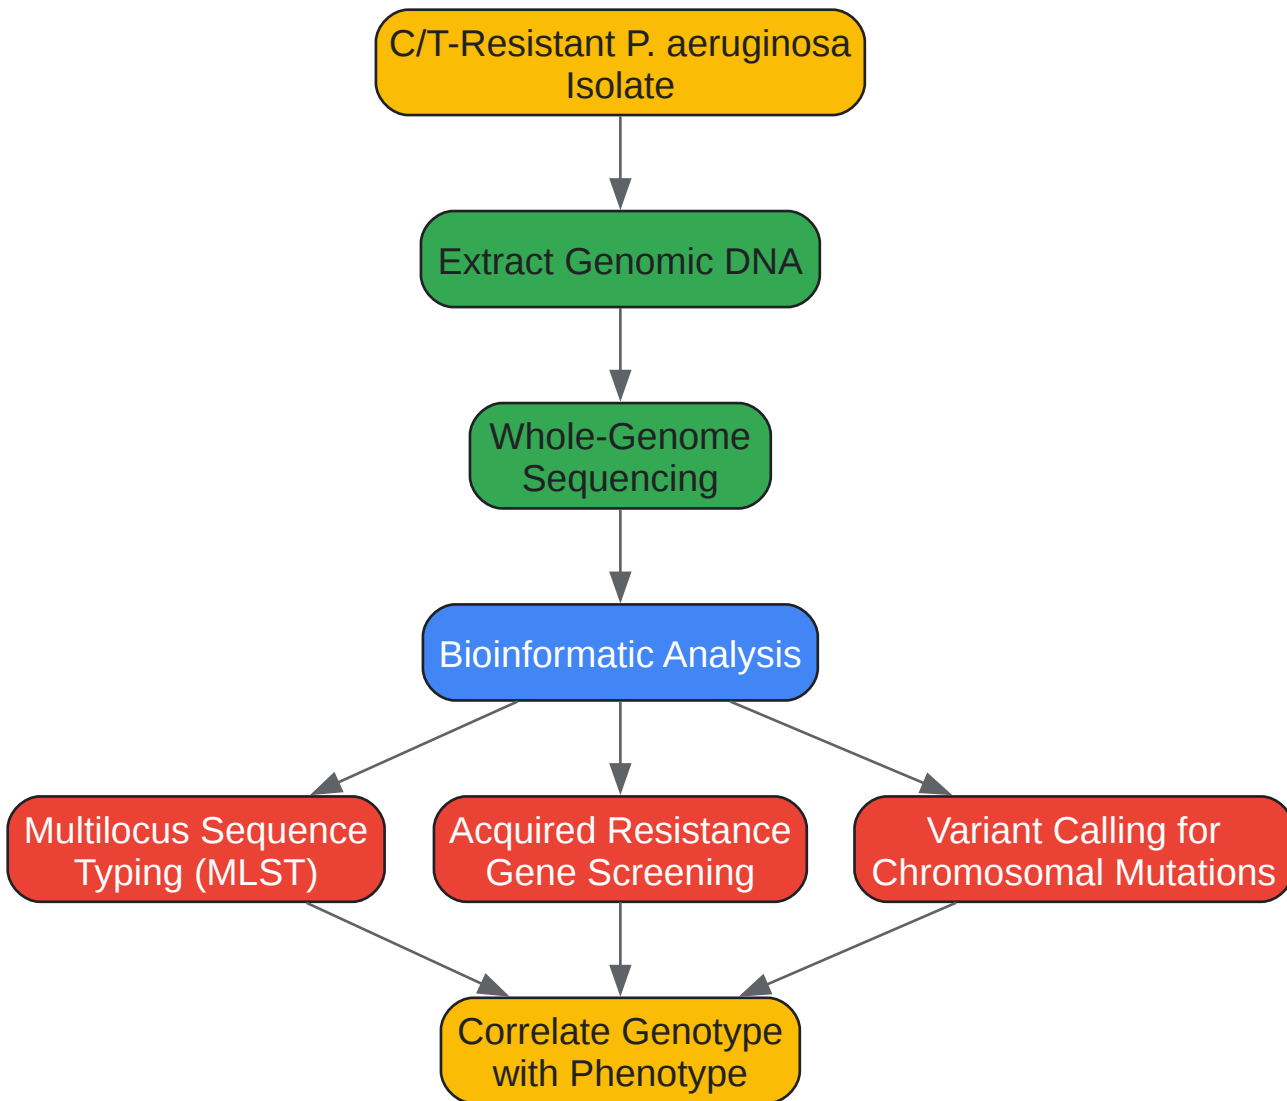 C/T-Resistant P. aeruginosa
Isolate
Extract Genomic DNA
Whole-Genome
Sequencing
Bioinformatic Analysis
Multilocus Sequence
Typing (MLST)
Acquired Resistance
Gene Screening
Variant Calling for
Chromosomal Mutations
Correlate Genotype
with Phenotype